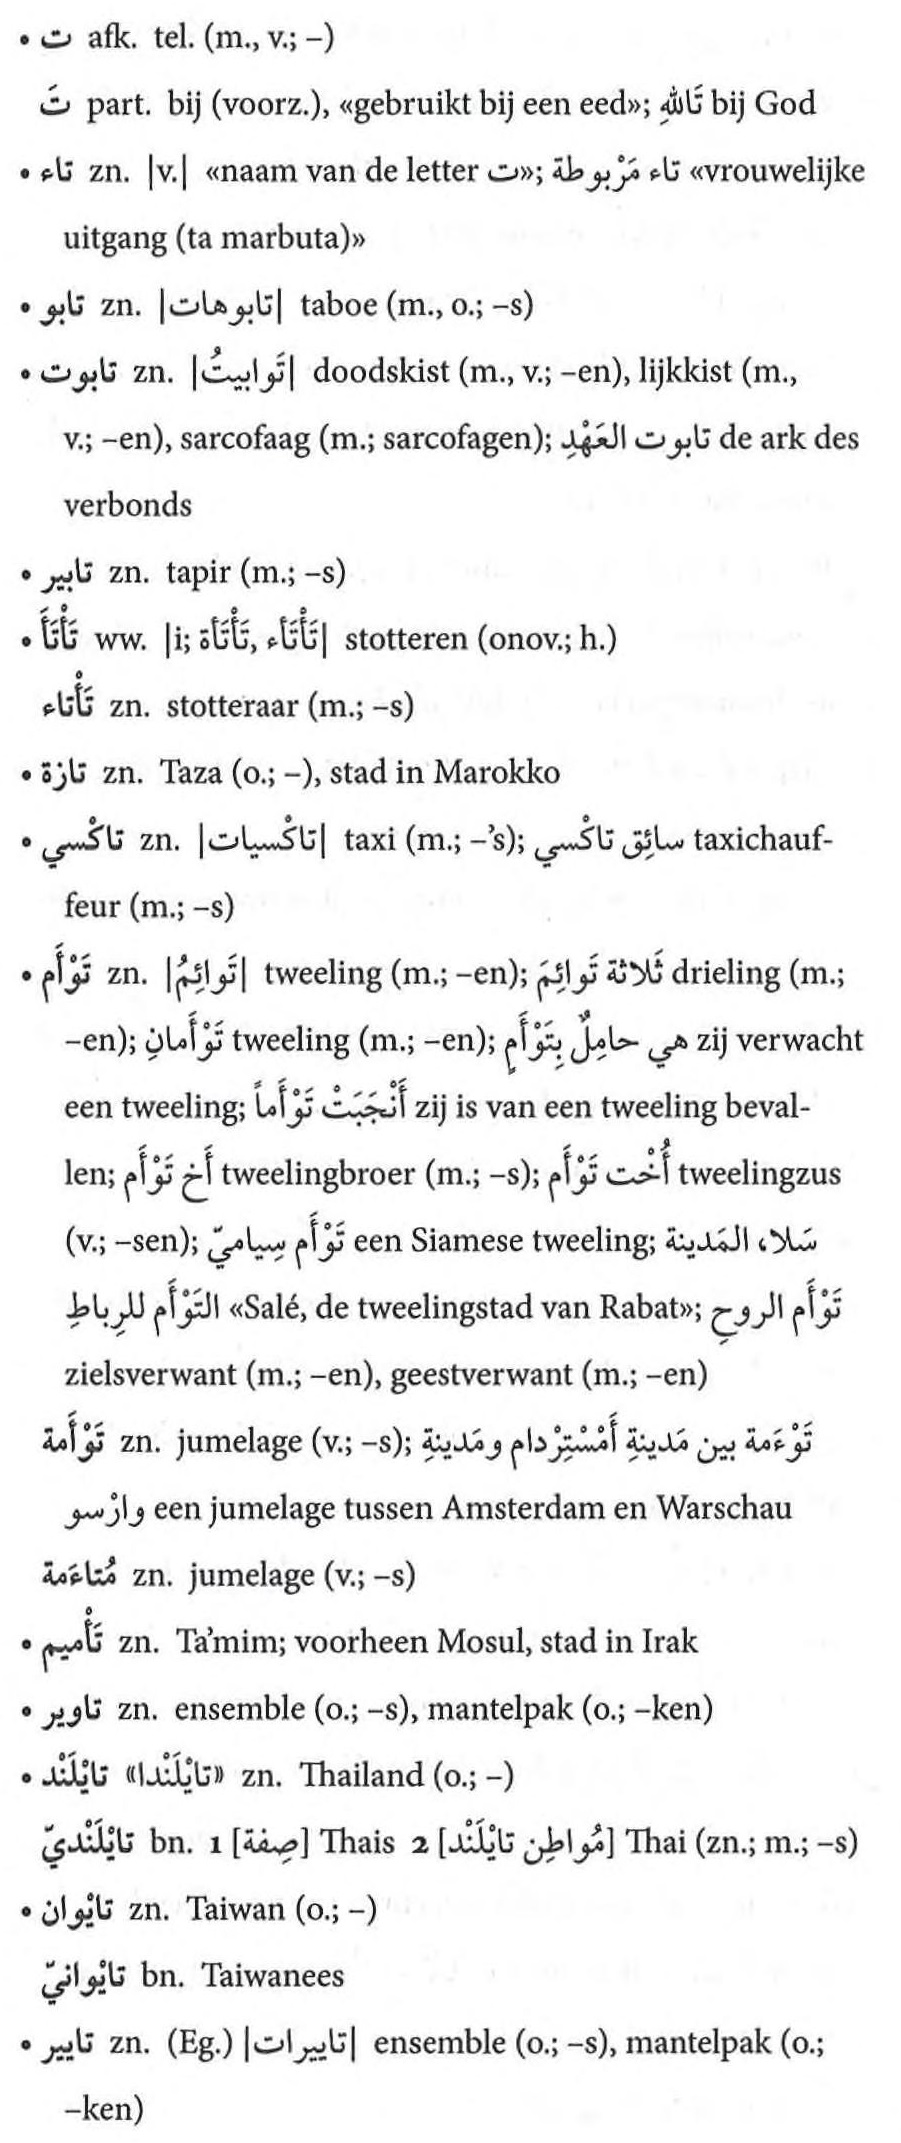 • ت afk. tel. (m., v.; –)
تَ part. bij (voorz.), «gebruikt bij een eed»; تَاللهِ bij God
• تاء zn. |v.| «naam van de letter ت»; تاء مَرْبوطة «vrouwelijke
uitgang (ta marbuta)»
• تابو zn. |تابوهات| taboe (m., o.; –s)
• تابوت zn. |تَوابيتُ| doodskist (m., v.; –en), lijkkist (m.,
v.; –en), sarcofaag (m.; sarcofagen); تابوت العَهْدِ de ark des
verbonds
• تابير zn. tapir (m.; –s)
• تَأْتَأَ ww. |i; تَأْتَأَة, تَأْتَأَء| stotteren (onov.; h.)
تَأْتاء zn. stotteraar (m.; –s)
• تازة zn. Taza (o.; –), stad in Marokko
• تاكْسي zn. |تاكْسيات| taxi (m.; –’s); سائِق تاكْسي taxichauf-
feur (m.; –s)
• تَوْأَم zn. |تَوائِمُ| tweeling (m.; –en); ثَلاثة تَوائِمَ drieling (m.;
–en); تَوْأَمانِ tweeling (m.; –en); هي حامِلٌ بِتَوْأَمٍ zij verwacht
een tweeling; أَنْجَبَتْ تَوْأَماً zij is van een tweeling beval-
len; أَخ تَوْأَم tweelingbroer (m.; –s); أُخْت تَوْأَم tweelingzus
(v.; –sen); تَوْأَم سِياميّ een Siamese tweeling; سَلا، المَدينة
التَوْأَم للرِباطِ «Salé, de tweelingstad van Rabat»; تَوْأَم الروحِ
zielsverwant (m.; –en), geestverwant (m.; –en)
تَوْأَمة zn. jumelage (v.; –s); تَوْءَمة بين مَدينةِ أَمْسْتِرْدام ومَدينةِ
وارْسو een jumelage tussen Amsterdam en Warschau
مُتاءَمة zn. jumelage (v.; –s)
• تَأْميم zn. Ta’mim; voorheen Mosul, stad in Irak
• تاوير zn. ensemble (o.; –s), mantelpak (o.; –ken)
• تايْلَنْد «تايْلَنْدا» zn. Thailand (o.; –)
تايْلَنْديّ bn. 1 [صِفة] Thais 2 [مُواطِن تايْلَنْد] Thai (zn.; m.; –s)
• تايْوان zn. Taiwan (o.; –)
تايْوانيّ bn. Taiwanees
• تايير zn. (Eg.) |تاييرات| ensemble (o.; –s), mantelpak (o.;
–ken)